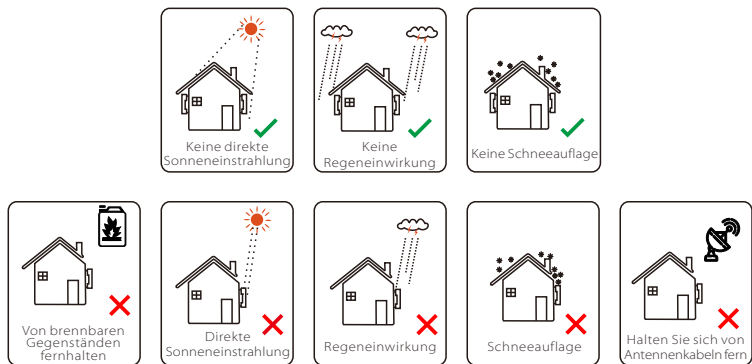 Keine direkte
Sonneneinstrahlung
Keine
Regeneinwirkung
Keine Schneeauflage
Von brennbaren
Gegenständen
fernhalten
Direkte
Sonneneinstrahlung
Regeneinwirkung
Schneeauflage
Halten Sie sich von
Antennenkabeln fern